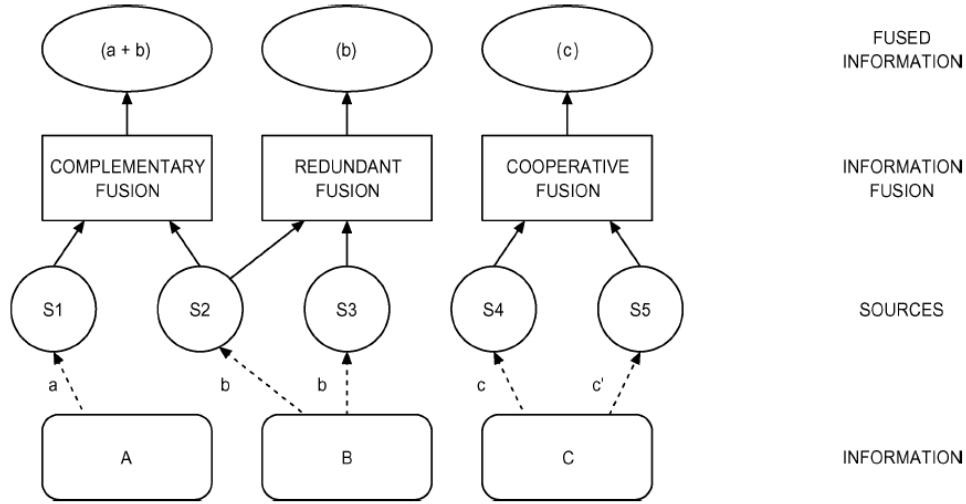 (a + b)
(b)
(c)
FUSED
INFORMATION
COMPLEMENTARY
FUSION
REDUNDANT
FUSION
COOPERATIVE
FUSION
INFORMATION
FUSION
S1
S2
S3
S4
S5
SOURCES
a
b
b
c
c'
A
B
C
INFORMATION